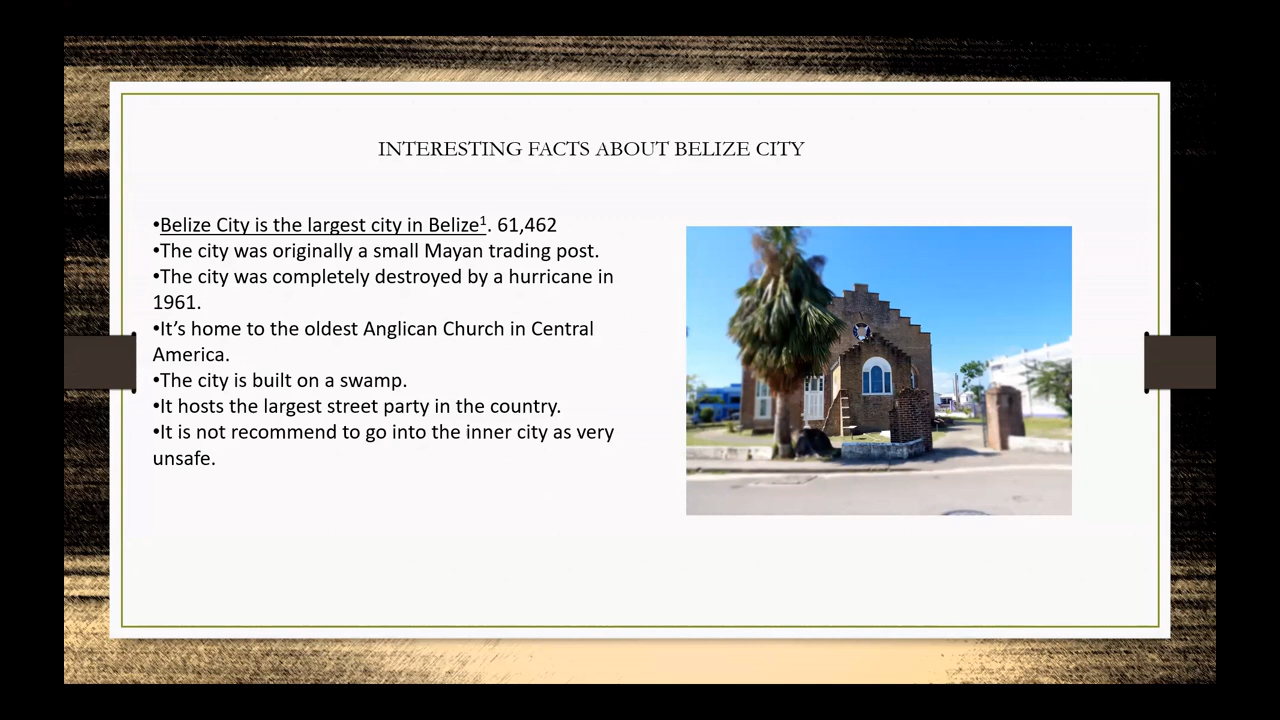 INTERESTING FACTS ABOUT BELIZE CITY
•Belize City is the largest city in Belize¹. 61,462
•The city was originally a small Mayan trading post.
•The city was completely destroyed by a hurricane in
1961.
•It’s home to the oldest Anglican Church in Central
America.
•The city is built on a swamp.
•It hosts the largest street party in the country.
•It is not recommend to go into the inner city as very
unsafe.